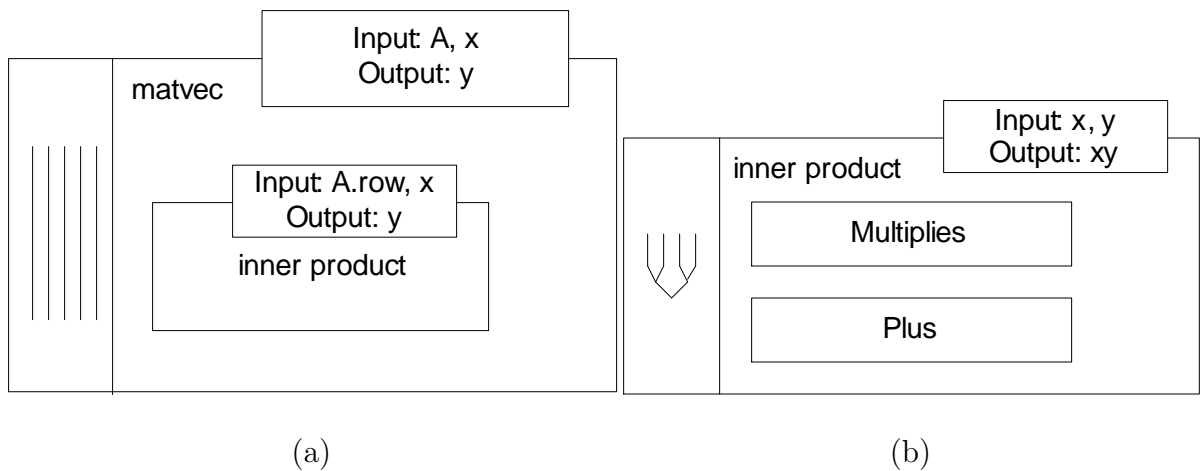 Input: A, x
Output: y
matvec
Input: A.row, x
Output: y
inner product
(a)
Input: x, y
Output: xy
inner product
Multiplies
Plus
(b)